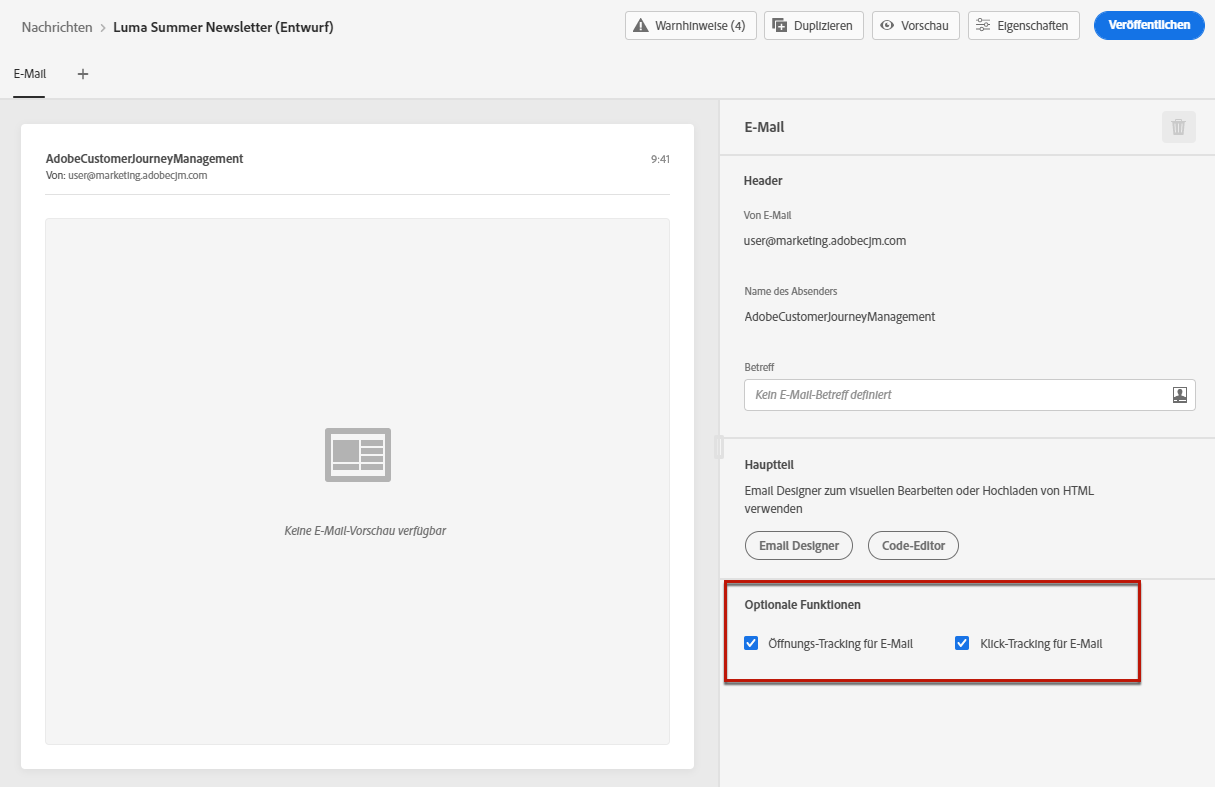 Nachrichten > Luma Summer Newsletter (Entwurf)
Warnhinweise (4)
Duplizieren
Vorschau
Eigenschaften
Veröffentlichen
E-Mail
+
AdobeCustomerJourneyManagement
9:41
Von: user@marketing.adobecjm.com
Keine E-Mail-Vorschau verfügbar
E-Mail
Header
Von E-Mail
user@marketing.adobecjm.com
Name des Absenders
AdobeCustomerJourneyManagement
Betreff
Kein E-Mail-Betreff definiert
Hauptteil
Email Designer zum visuellen Bearbeiten oder Hochladen von HTML
verwenden
Email Designer
Code-Editor
Optionale Funktionen
Öffnungs-Tracking für E-Mail
Klick-Tracking für E-Mail